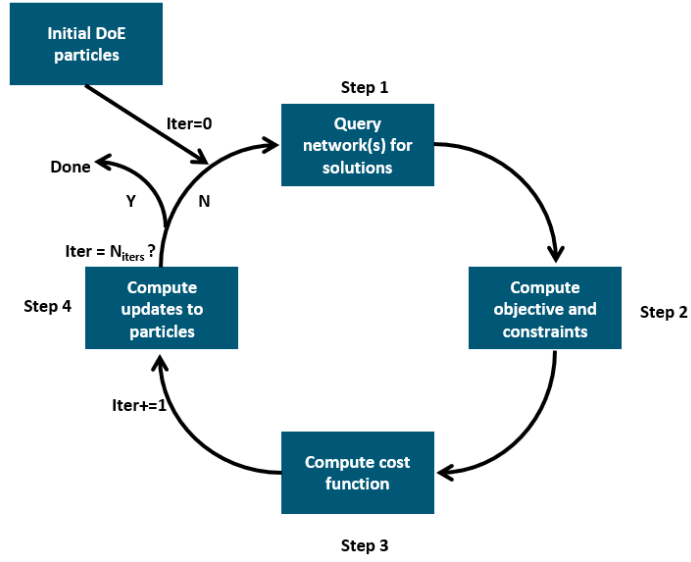 Initial DoE
particles
Iter=0
Step 1
Query
network(s) for
solutions
Done
Y
N
Iter = Niters ?
Compute
updates to
particles
Step 4
Compute
objective and
constraints
Step 2
Iter+=1
Compute cost
function
Step 3